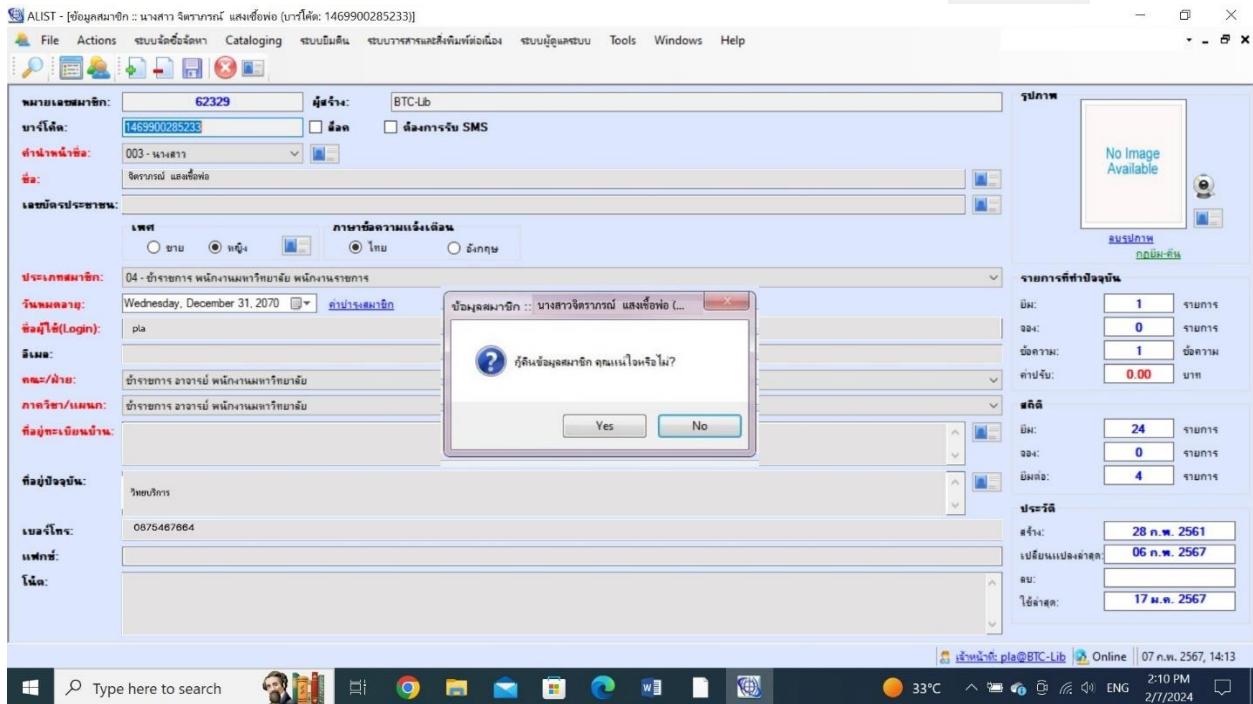 ALIST - [ข้อมูลสมาชิก :: นางสาว จิตราภรณ์ แสงเชื้อพ่อ (บาร์โค้ด: 1469900285233)]
File Actions ระบบจัดซื้อจัดหา Cataloging ระบบยืมคืน ระบบวารสารและสิ่งพิมพ์ต่อเนื่อง ระบบผู้ดูแลระบบ Tools Windows Help
หมายเลขสมาชิก: 62329 ผู้สร้าง: BTC-Lib
บาร์โค้ด: 1469900285233 ล็อค ต้องการรับ SMS
คำนำหน้าชื่อ: 003 - นางสาว
ชื่อ: จิตราภรณ์ แสงเชื้อพ่อ
เลขบัตรประชาชน:
เพศ ภาษาข้อความแจ้งเตือน
ชาย หญิง ไทย อังกฤษ
ประเภทสมาชิก: 04 - ข้าราชการ พนักงานมหาวิทยาลัย พนักงานราชการ
วันหมดอายุ: Wednesday, December 31, 2070 ค่าบำรุงสมาชิก
ชื่อผู้ใช้(Login): pla
อีเมล:
คณะ/ฝ่าย: ข้าราชการ อาจารย์ พนักงานมหาวิทยาลัย
ภาควิชา/แผนก: ข้าราชการ อาจารย์ พนักงานมหาวิทยาลัย
ที่อยู่ทะเบียนบ้าน:
ที่อยู่ปัจจุบัน: วิทยบริการ
เบอร์โทร: 0875467664
แฟกซ์:
โน้ต:
ข้อมูลสมาชิก :: นางสาวจิตราภรณ์ แสงเชื้อพ่อ (...
กู้คืนข้อมูลสมาชิก คุณแน่ใจหรือไม่?
Yes No
รูปภาพ
No Image
Available
ลบรูปภาพ
กฎยืม-คืน
รายการที่ทำปัจจุบัน
ยืม: 1 รายการ
จอง: 0 รายการ
ข้อความ: 1 ข้อความ
ค่าปรับ: 0.00 บาท
สถิติ
ยืม: 24 รายการ
จอง: 0 รายการ
ยืมต่อ: 4 รายการ
ประวัติ
สร้าง: 28 ก.พ. 2561
เปลี่ยนแปลงล่าสุด: 06 ก.พ. 2567
ลบ:
ใช้ล่าสุด: 17 ม.ค. 2567
เจ้าหน้าที่: pla@BTC-Lib Online 07 ก.พ. 2567, 14:13
Type here to search 33°C ENG 2:10 PM
2/7/2024